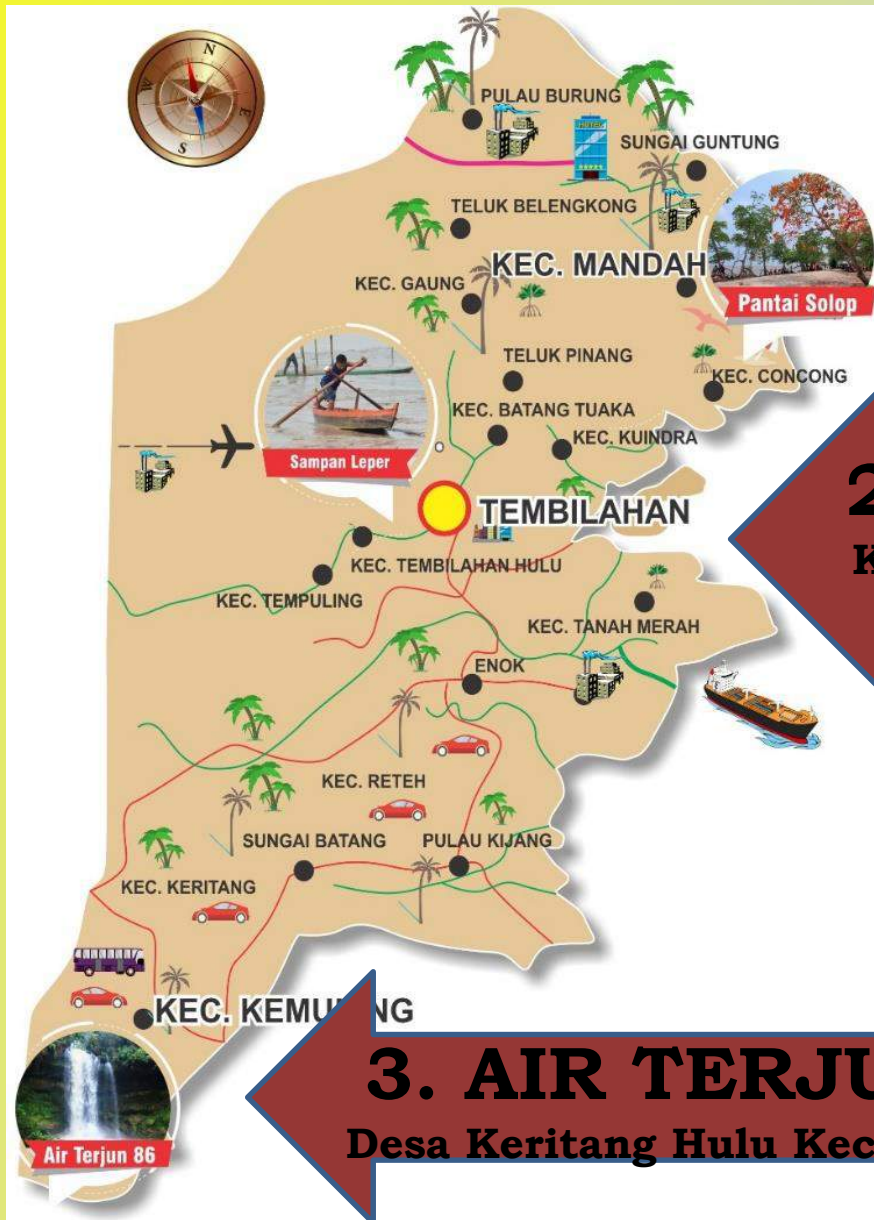 N
E
W
S
PULAU BURUNG
HOTEL
SUNGAI GUNTUNG
TELUK BELENGKONG
KEC. MANDAH
KEC. GAUNG
Pantai Solop
TELUK PINANG
KEC. CONCONG
KEC. BATANG TUAKA
KEC. KUINDRA
Sampan Leper
TEMBILAHAN
2
K
KEC. TEMBILAHAN HULU
KEC. TEMPULING
KEC. TANAH MERAH
ENOK
KEC. RETEH
SUNGAI BATANG
PULAU KIJANG
KEC. KERITANG
KEC.
3. AIR TERJU
Desa Keritang Hulu Kec
Air Terjun 86